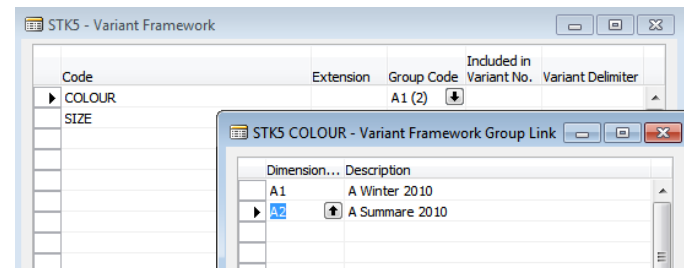 STK5 - Variant Framework
Included in
Code Extension Group Code Variant No. Variant Delimiter
COLOUR A1 (2)
SIZE
STK5 COLOUR - Variant Framework Group Link
Dimension... Description
A1 A Winter 2010
A2 A Summare 2010